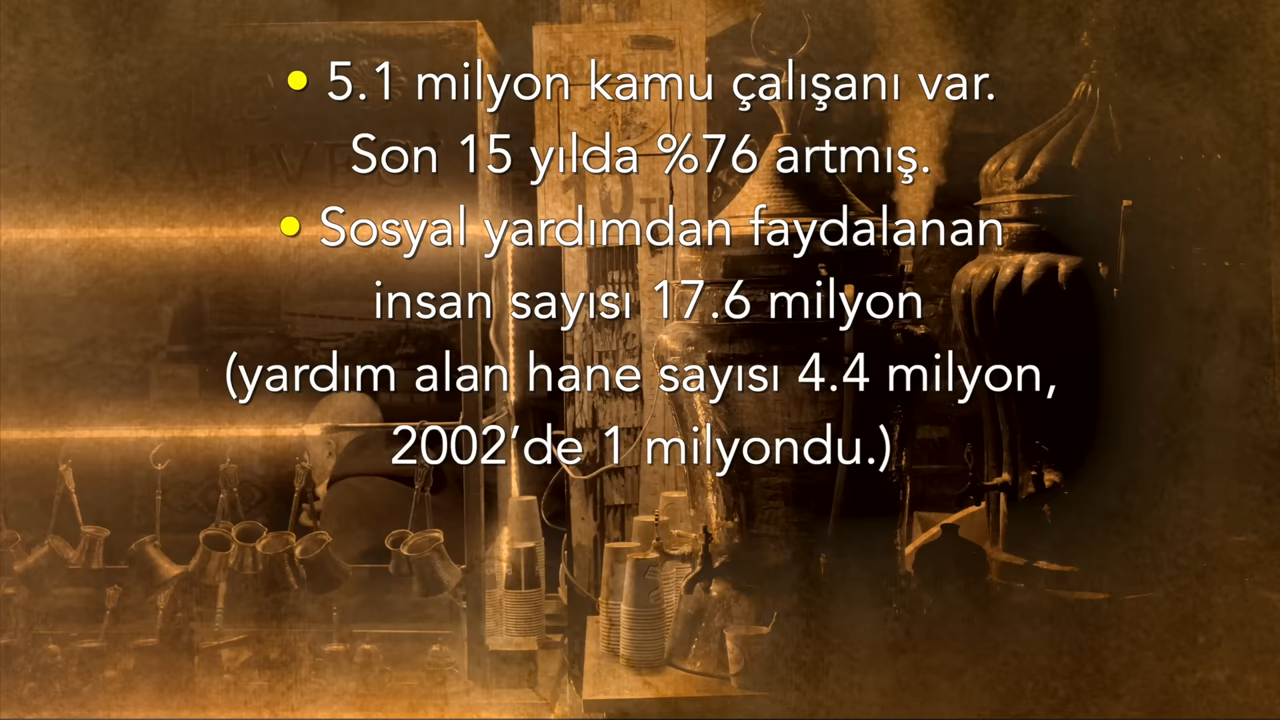 • 5.1 milyon kamu çalışanı var.
Son 15 yılda %76 artmış.
• Sosyal yardımdan faydalanan
insan sayısı 17.6 milyon
(yardım alan hane sayısı 4.4 milyon,
2002’de 1 milyondu.)